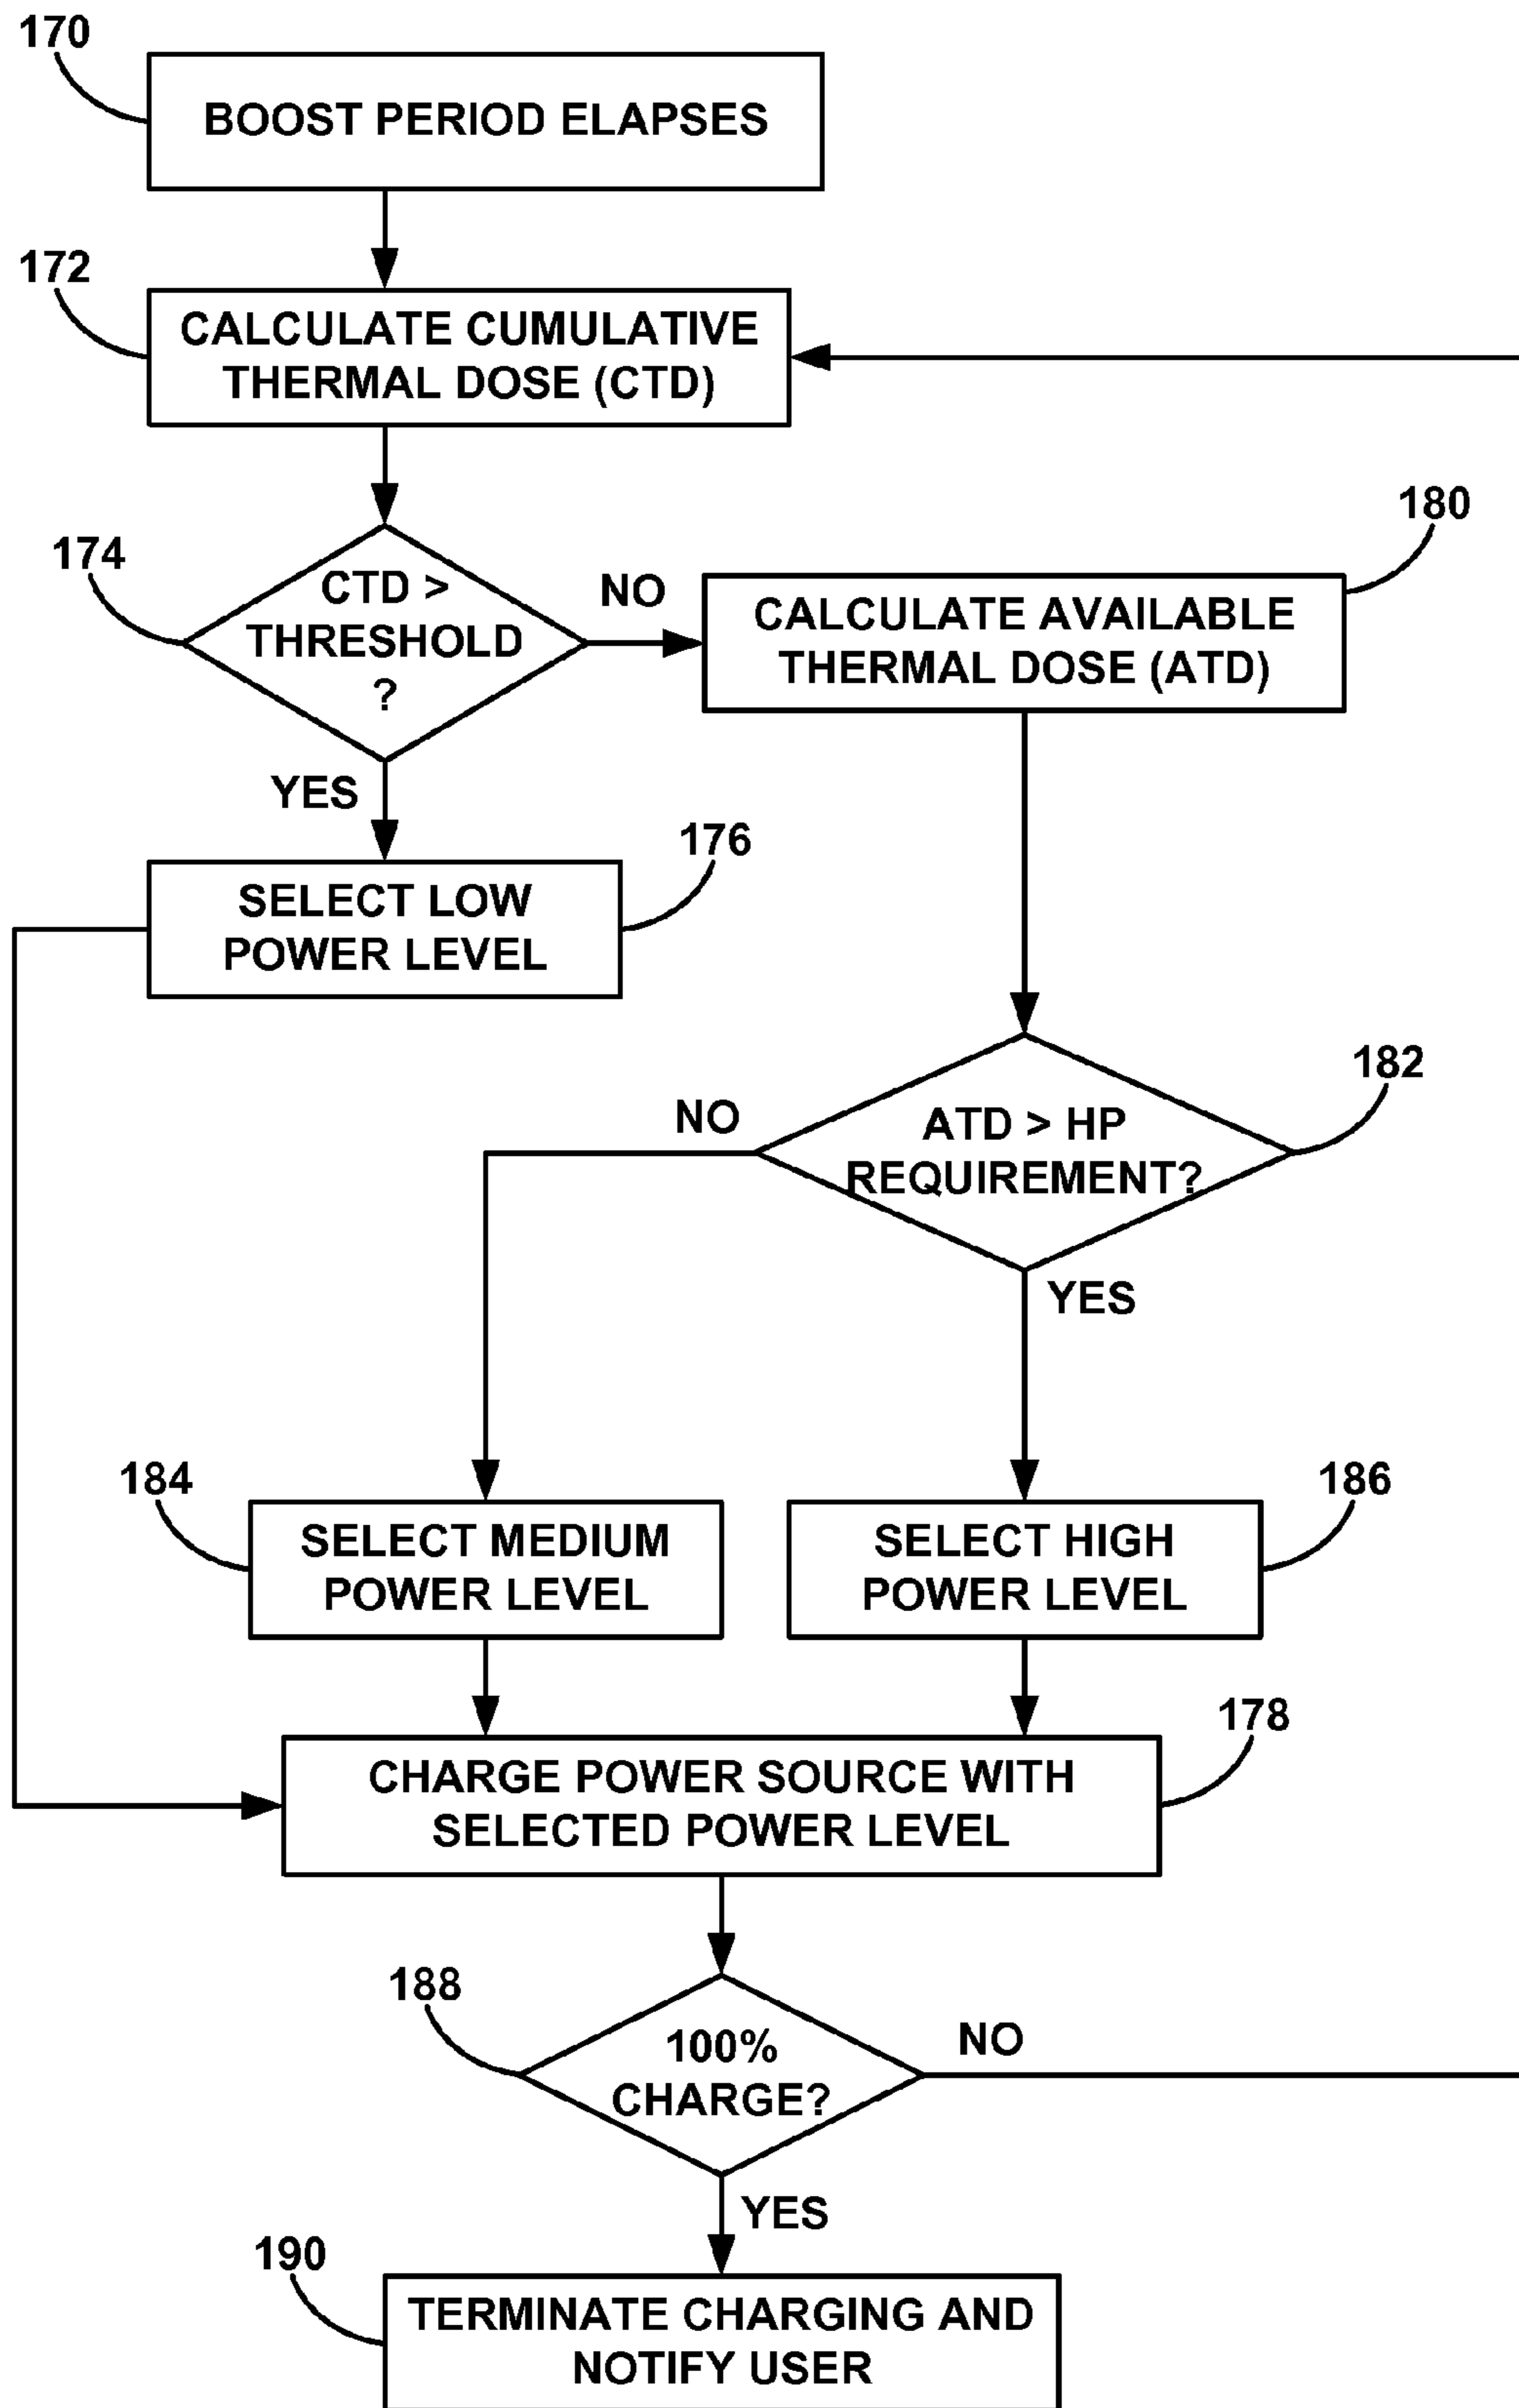 170
BOOST PERIOD ELAPSES
172
CALCULATE CUMULATIVE
THERMAL DOSE (CTD)
174
CTD >
THRESHOLD
?
NO
180
CALCULATE AVAILABLE
THERMAL DOSE (ATD)
YES
176
SELECT LOW
POWER LEVEL
182
ATD > HP
REQUIREMENT?
NO
YES
184
SELECT MEDIUM
POWER LEVEL
186
SELECT HIGH
POWER LEVEL
178
CHARGE POWER SOURCE WITH
SELECTED POWER LEVEL
188
100%
CHARGE?
NO
YES
190
TERMINATE CHARGING AND
NOTIFY USER